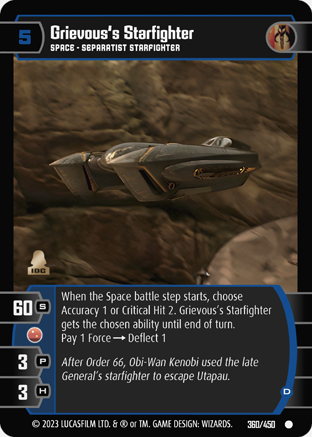 5
Grievous's Starfighter
SPACE - SEPARATIST STARFIGHTER
IDC
60 S
When the Space battle step starts, choose
Accuracy 1 or Critical Hit 2. Grievous's Starfighter
gets the chosen ability until end of turn.
Pay 1 Force → Deflect 1
3 P
After Order 66, Obi-Wan Kenobi used the late
General's starfighter to escape Utapau.
3 H
D
© 2023 LUCASFILM LTD. & ® or TM. GAME DESIGN: WIZARDS. 360/450